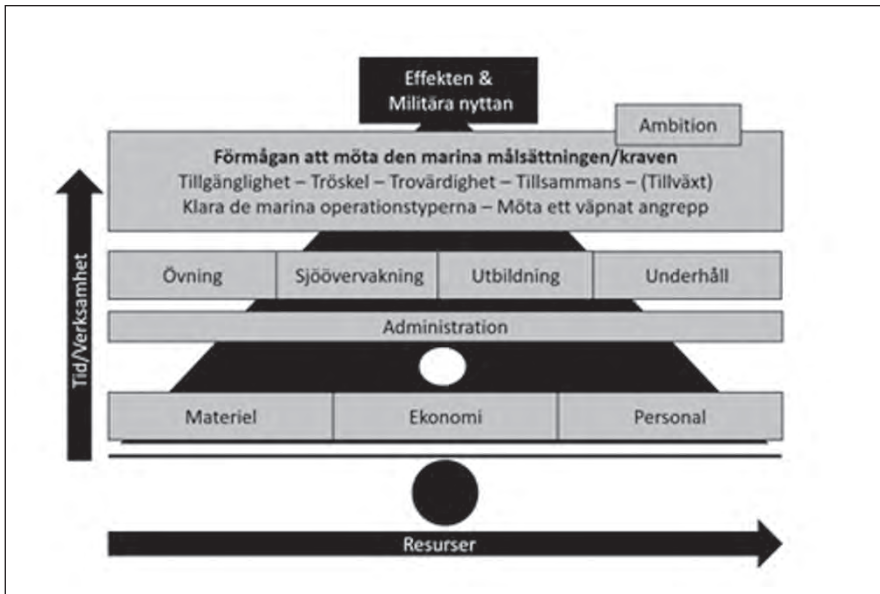 Effekten &
Militära nyttan
Ambition
Förmågan att möta den marina målsättningen/kraven
Tillgänglighet – Tröskel – Trovärdighet – Tillsammans – (Tillväxt)
Klara de marina operationstyperna – Möta ett väpnat angrepp
Övning
Sjöövervakning
Utbildning
Underhåll
Administration
Tid/Verksamhet
Materiel
Ekonomi
Personal
Resurser